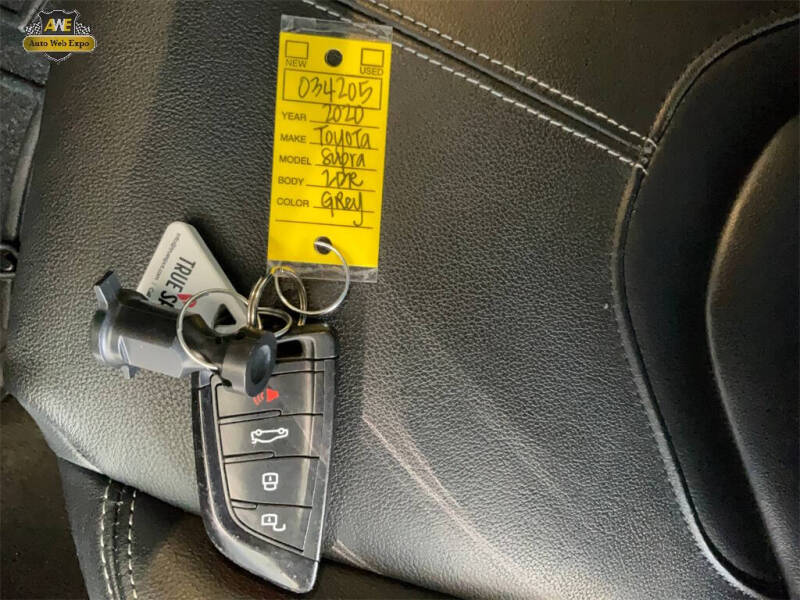 AWE
Auto Web Expo
NEW
USED
034205
YEAR 2020
MAKE TOYOTA
MODEL Supra
BODY 2DR
COLOR GRey
TRUE